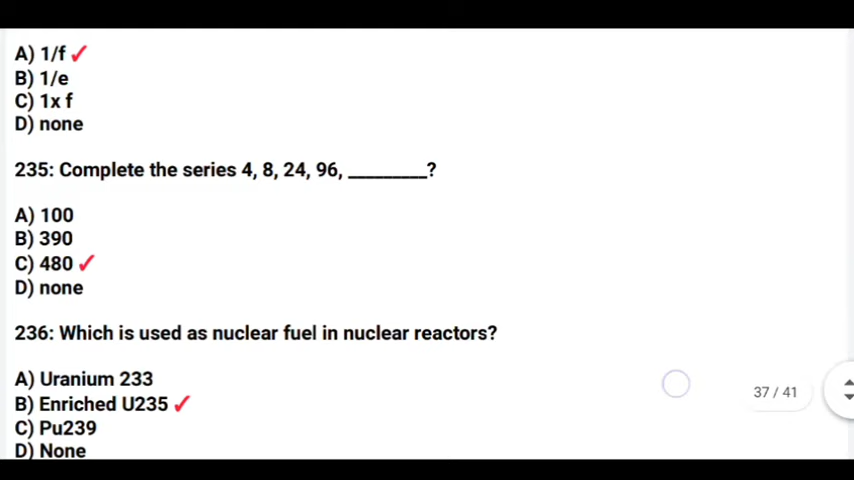 A) 1/f ✓
B) 1/e
C) 1x f
D) none
235: Complete the series 4, 8, 24, 96, _________?
A) 100
B) 390
C) 480 ✓
D) none
236: Which is used as nuclear fuel in nuclear reactors?
A) Uranium 233
B) Enriched U235 ✓
C) Pu239
D) None
37 / 41